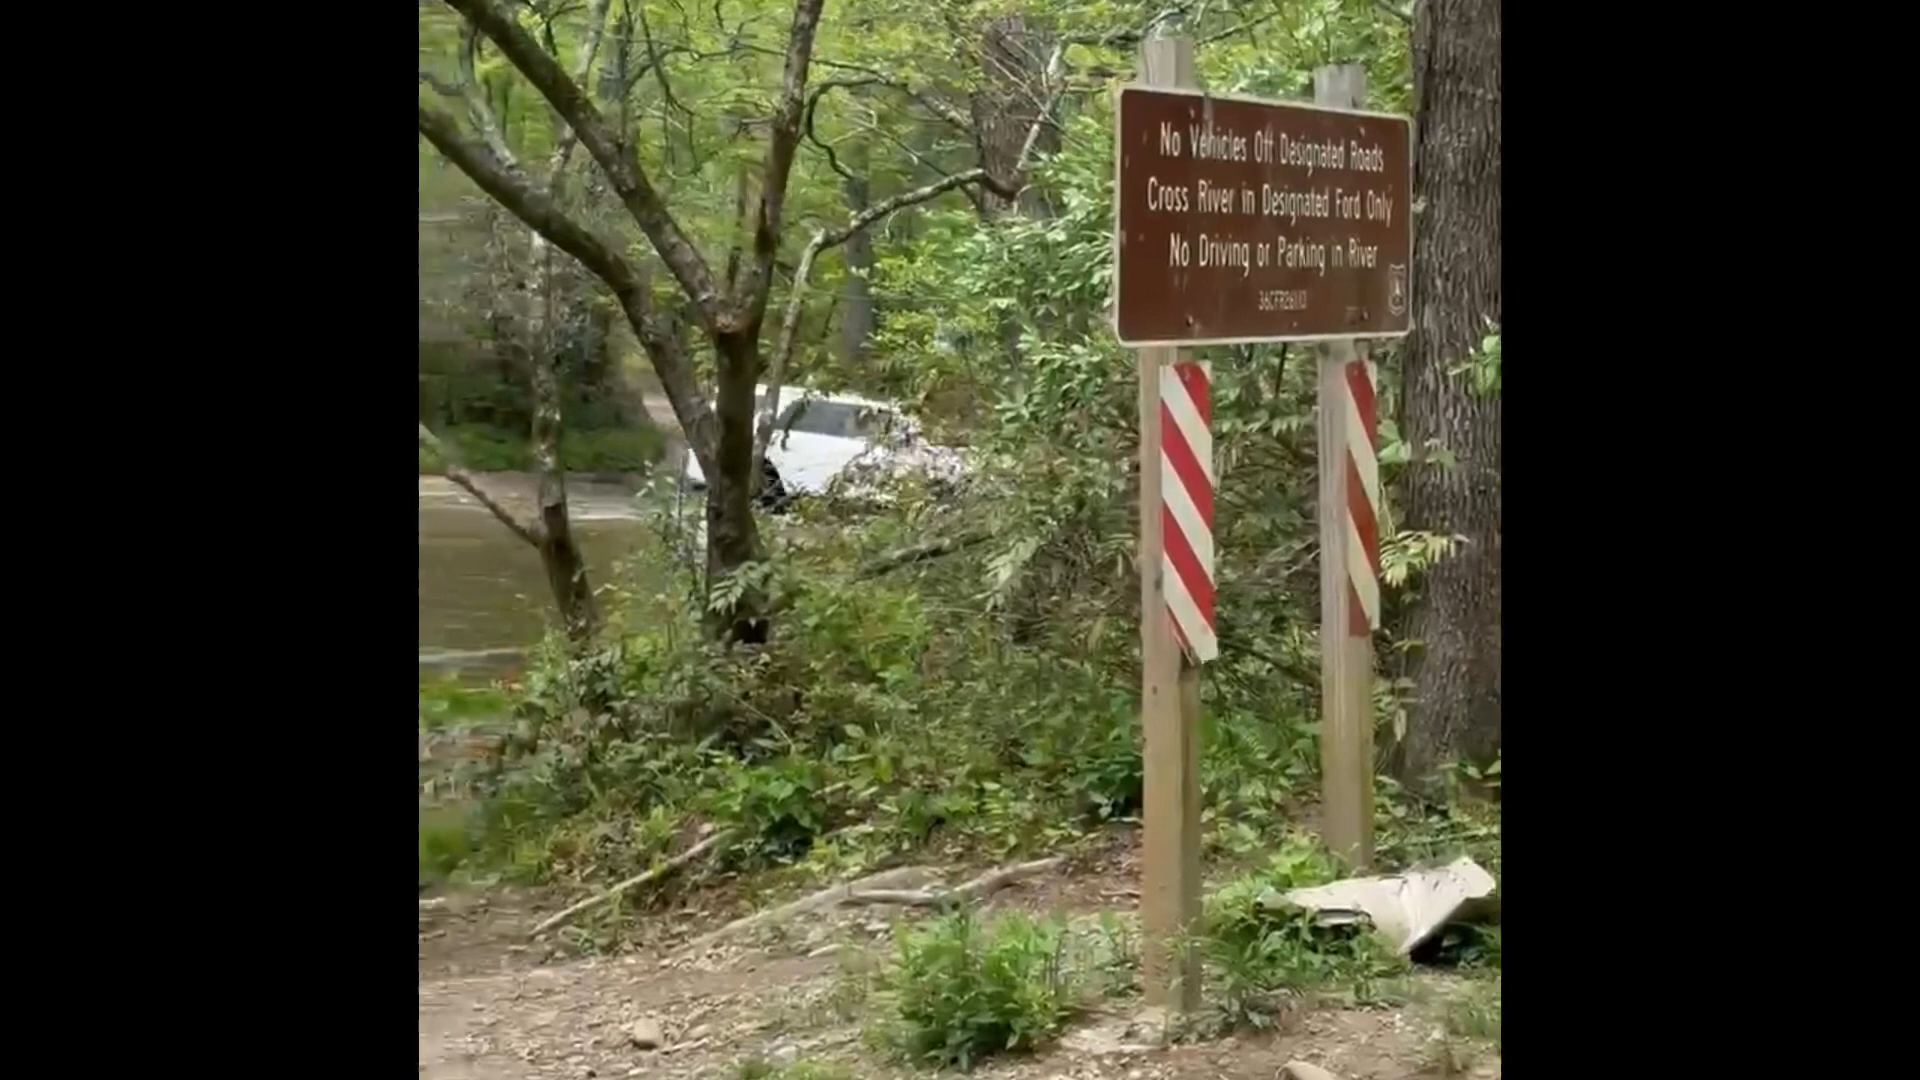 No Vehicles Off Designated Roads
Cross River in Designated Ford Only
No Driving or Parking in River